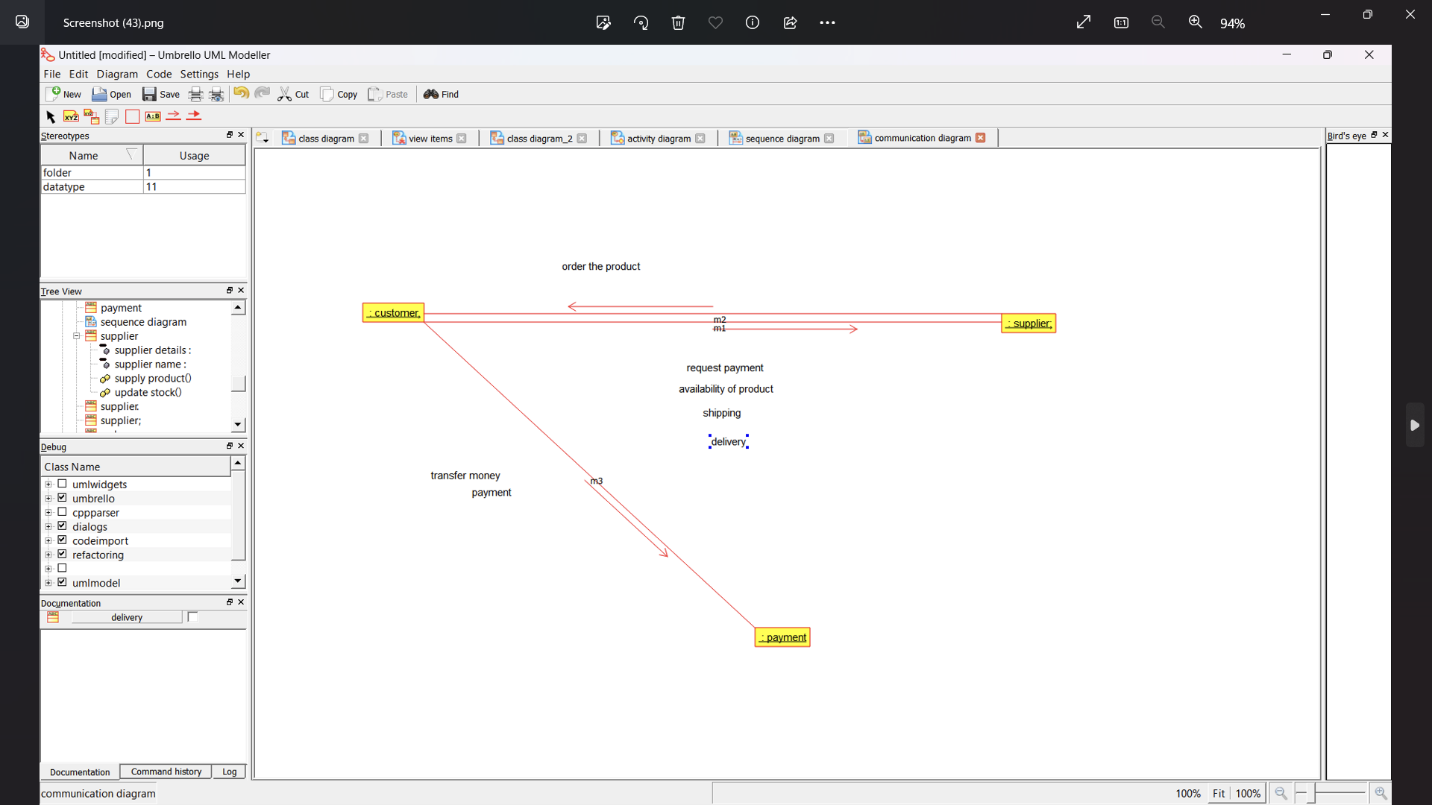 Screenshot (43).png
94%
Untitled [modified] – Umbrello UML Modeller
File Edit Diagram Code Settings Help
New Open Save Cut Copy Paste Find
Stereotypes
Name Usage
folder 1
datatype 11
class diagram view items class diagram_2 activity diagram sequence diagram communication diagram
Bird's eye
order the product
: customer,
m2
m1
: supplier;
request payment
availability of product
shipping
delivery
transfer money
payment
m3
: payment
Tree View
payment
sequence diagram
supplier
supplier details :
supplier name :
supply product()
update stock()
supplier.
supplier;
Debug
Class Name
umlwidgets
umbrello
cppparser
dialogs
codeimport
refactoring
umlmodel
Documentation
delivery
Documentation Command history Log
communication diagram
100% Fit 100%